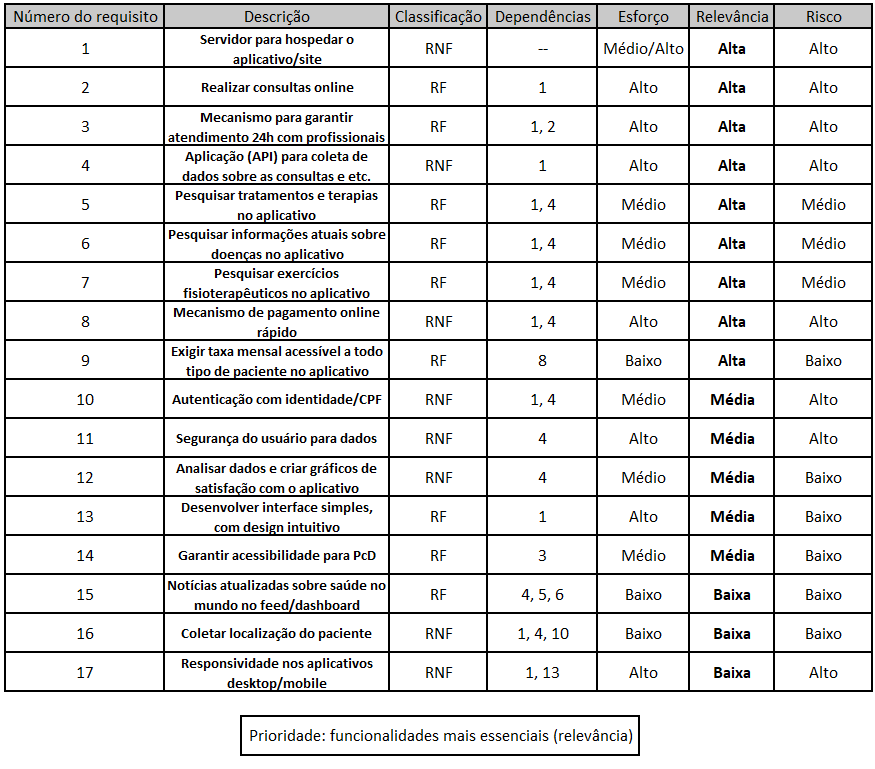 Número do requisito Descrição Classificação Dependências Esforço Relevância Risco
1 Servidor para hospedar o aplicativo/site RNF -- Médio/Alto Alta Alto
2 Realizar consultas online RF 1 Alto Alta Alto
3 Mecanismo para garantir atendimento 24h com profissionais RF 1, 2 Alto Alta Alto
4 Aplicação (API) para coleta de dados sobre as consultas e etc. RNF 1 Alto Alta Alto
5 Pesquisar tratamentos e terapias no aplicativo RF 1, 4 Médio Alta Médio
6 Pesquisar informações atuais sobre doenças no aplicativo RF 1, 4 Médio Alta Médio
7 Pesquisar exercícios fisioterapêuticos no aplicativo RF 1, 4 Médio Alta Médio
8 Mecanismo de pagamento online rápido RNF 1, 4 Alto Alta Alto
9 Exigir taxa mensal acessível a todo tipo de paciente no aplicativo RF 8 Baixo Alta Baixo
10 Autenticação com identidade/CPF RNF 1, 4 Médio Média Alto
11 Segurança do usuário para dados RNF 4 Alto Média Alto
12 Analisar dados e criar gráficos de satisfação com o aplicativo RNF 4 Médio Média Baixo
13 Desenvolver interface simples, com design intuitivo RF 1 Alto Média Baixo
14 Garantir acessibilidade para PcD RF 3 Médio Média Baixo
15 Notícias atualizadas sobre saúde no mundo no feed/dashboard RF 4, 5, 6 Baixo Baixa Baixo
16 Coletar localização do paciente RNF 1, 4, 10 Baixo Baixa Baixo
17 Responsividade nos aplicativos desktop/mobile RNF 1, 13 Alto Baixa Alto
Prioridade: funcionalidades mais essenciais (relevância)